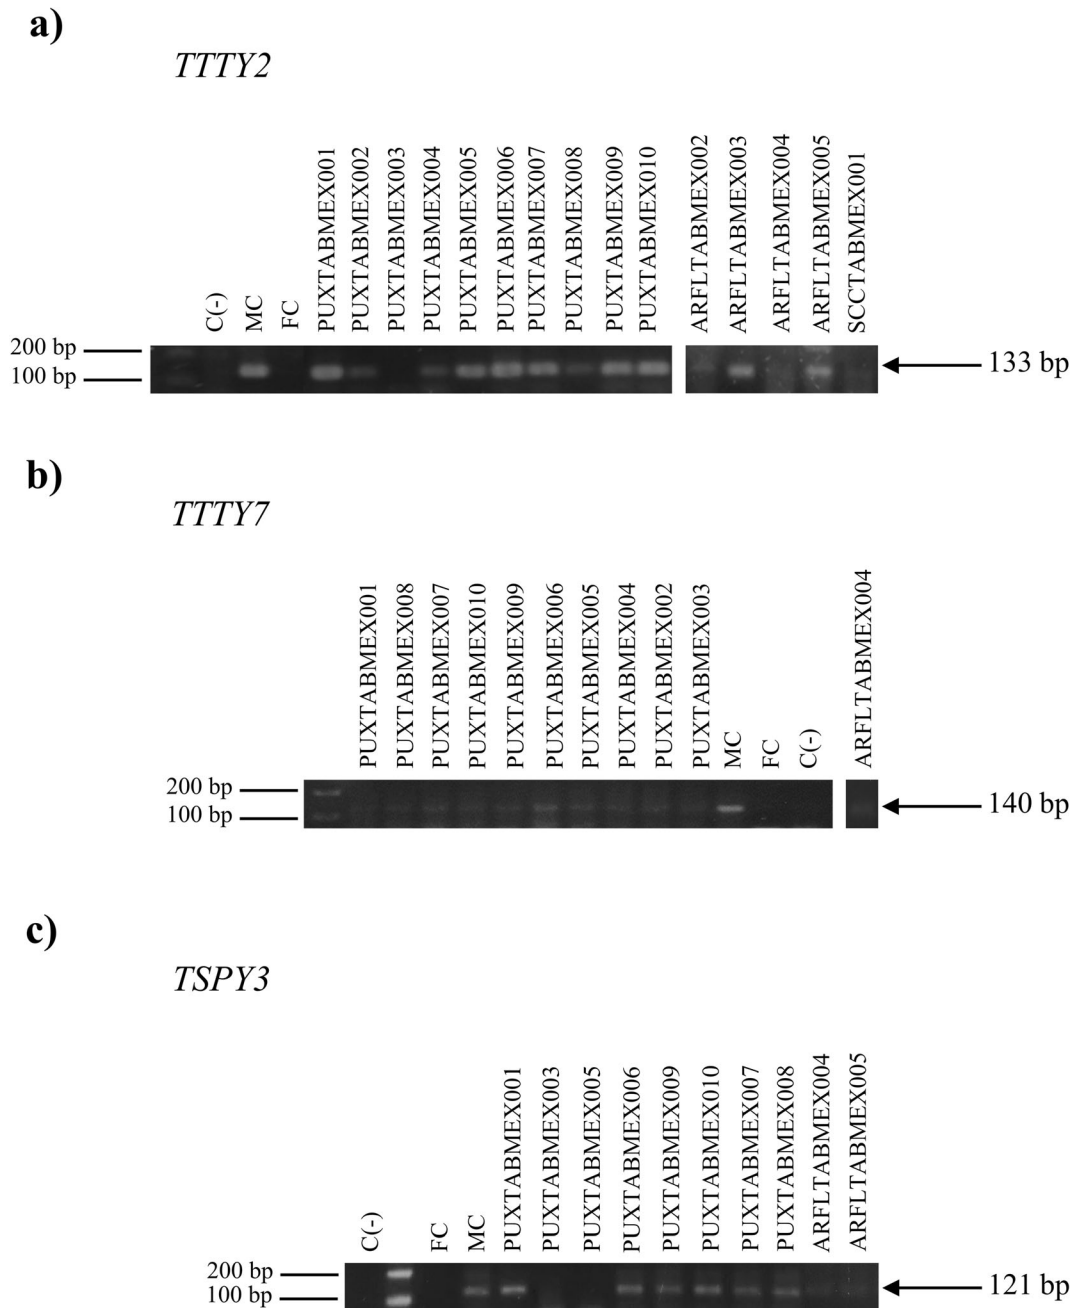 a)
TTTY2
C(-)
MC
FC
PUXTABMEX001
PUXTABMEX002
PUXTABMEX003
PUXTABMEX004
PUXTABMEX005
PUXTABMEX006
PUXTABMEX007
PUXTABMEX008
PUXTABMEX009
PUXTABMEX010
ARFLTABMEX002
ARFLTABMEX003
ARFLTABMEX004
ARFLTABMEX005
SCCTABMEX001
200 bp
100 bp
133 bp
b)
TTTY7
PUXTABMEX001
PUXTABMEX008
PUXTABMEX007
PUXTABMEX010
PUXTABMEX009
PUXTABMEX006
PUXTABMEX005
PUXTABMEX004
PUXTABMEX002
PUXTABMEX003
MC
FC
C(-)
ARFLTABMEX004
200 bp
100 bp
140 bp
c)
TSPY3
C(-)
FC
MC
PUXTABMEX001
PUXTABMEX003
PUXTABMEX005
PUXTABMEX006
PUXTABMEX009
PUXTABMEX010
PUXTABMEX007
PUXTABMEX008
ARFLTABMEX004
ARFLTABMEX005
200 bp
100 bp
121 bp